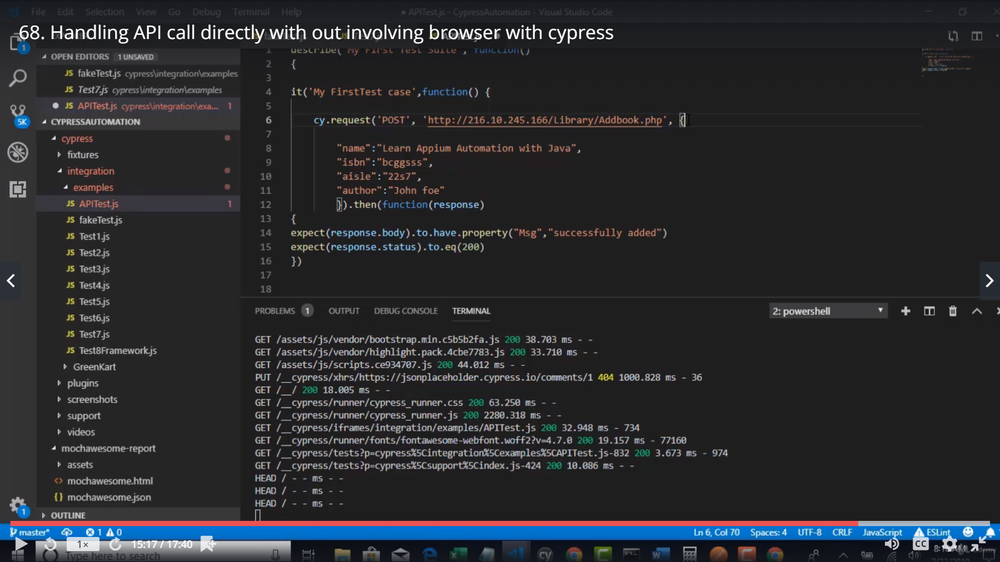 File Edit Selection View Go Debug Terminal Help
● APITest.js - CypressAutomation - Visual Studio Code
68. Handling API call directly with out involving browser with cypress
1
OPEN EDITORS 1 UNSAVED
JS fakeTest.js cypress\integration\examples
JS Test7.js cypress\integration\examples
● JS APITest.js cypress\integration\exa... 1
5K
CYPRESSAUTOMATION
cypress
fixtures
integration
examples
JS APITest.js 1
JS fakeTest.js
JS Test1.js
JS Test2.js
JS Test3.js
JS Test4.js
JS Test5.js
JS Test6.js
JS Test7.js
JS Test8Framework.js
GreenKart
plugins
screenshots
support
videos
mochawesome-report
assets
<> mochawesome.html
{} mochawesome.json
OUTLINE
1
1 describe('My First Test Suite', function()
2 {
3
4 it('My FirstTest case',function() {
5
6 cy.request('POST', 'http://216.10.245.166/Library/Addbook.php', {
7
8 "name":"Learn Appium Automation with Java",
9 "isbn":"bcggsss",
10 "aisle":"22s7",
11 "author":"John foe"
12 }).then(function(response)
13 {
14 expect(response.body).to.have.property("Msg","successfully added")
15 expect(response.status).to.eq(200)
16 })
17
18
PROBLEMS 1 OUTPUT DEBUG CONSOLE TERMINAL 2: powershell
GET /assets/js/vendor/bootstrap.min.c5b5b2fa.js 200 38.703 ms - -
GET /assets/js/vendor/highlight.pack.4cbe7783.js 200 33.710 ms - -
GET /assets/js/scripts.ce934707.js 200 44.012 ms - -
PUT /__cypress/xhrs/https://jsonplaceholder.cypress.io/comments/1 404 1000.828 ms - 36
GET /__/ 200 18.005 ms - -
GET /__cypress/runner/cypress_runner.css 200 63.250 ms - -
GET /__cypress/runner/cypress_runner.js 200 2280.318 ms - -
GET /__cypress/iframes/integration/examples/APITest.js 200 32.948 ms - 734
GET /__cypress/runner/fonts/fontawesome-webfont.woff2?v=4.7.0 200 19.157 ms - 77160
GET /__cypress/tests?p=cypress%5Cintegration%5Cexamples%5CAPITest.js-832 200 3.673 ms - 974
GET /__cypress/tests?p=cypress%5Csupport%5Cindex.js-424 200 10.086 ms - -
HEAD / - - ms - -
HEAD / - - ms - -
HEAD / - - ms - -
master* 1 0 Ln 6, Col 70 Spaces: 4 UTF-8 CRLF JavaScript ESLint
1× 15:17 / 17:40 CC
Type here to search